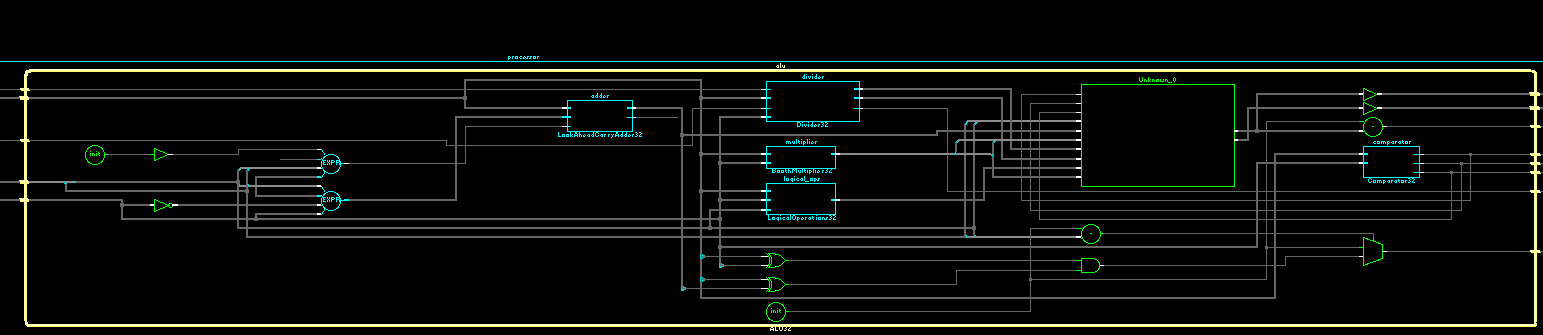 processor
alu
divider
Unknown_0
adder
Divider32
LookAheadCarryAdder32
multiplier
comparator
init
EXPR
BoothMultiplier32
logical_ops
Comparator32
EXPR
LogicalOperations32
init
ALU32